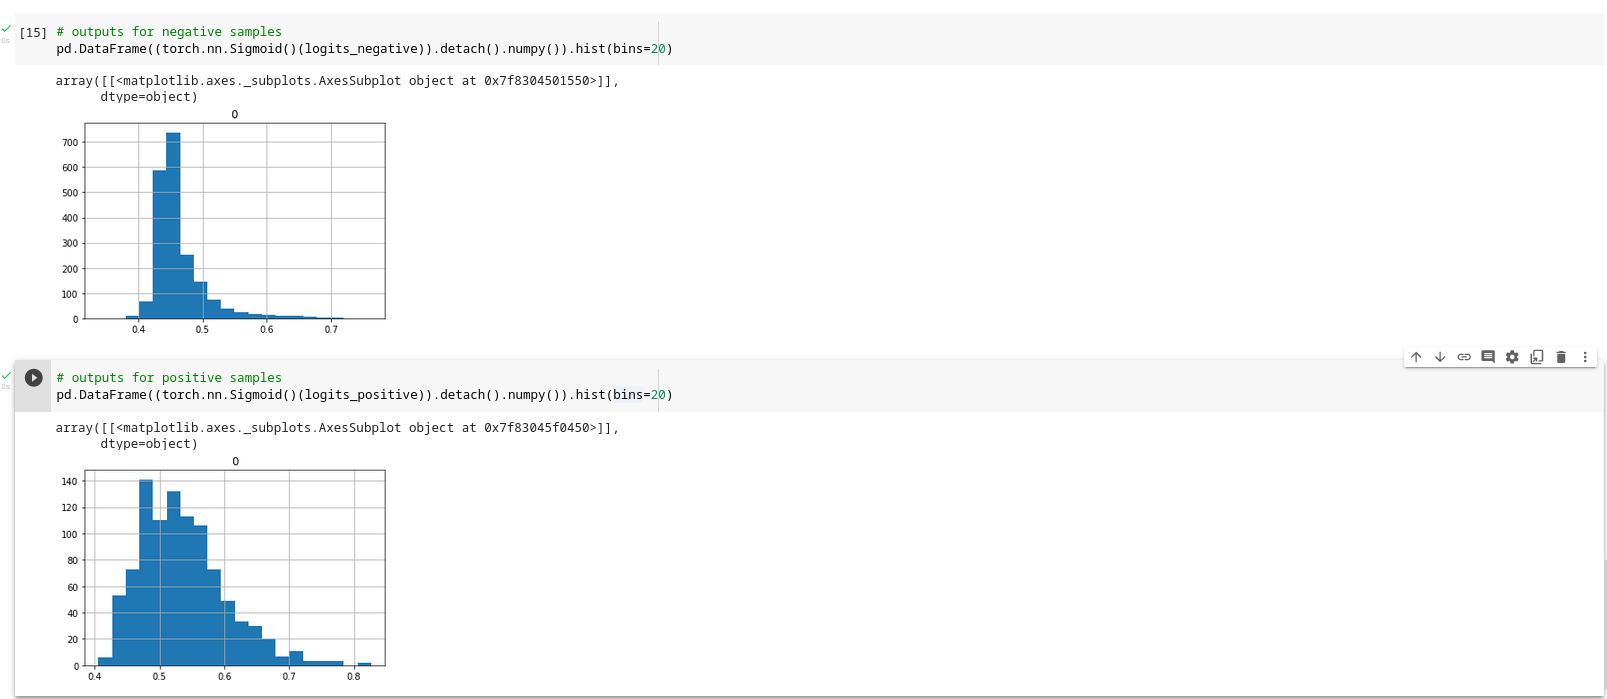 [15] # outputs for negative samples
0s
pd.DataFrame((torch.nn.Sigmoid()(logits_negative)).detach().numpy()).hist(bins=20)
array([[<matplotlib.axes._subplots.AxesSubplot object at 0x7f8304501550>]],
dtype=object)
0
700
600
500
400
300
200
100
0
0.4 0.5 0.6 0.7
# outputs for positive samples
0s
pd.DataFrame((torch.nn.Sigmoid()(logits_positive)).detach().numpy()).hist(bins=20)
array([[<matplotlib.axes._subplots.AxesSubplot object at 0x7f83045f0450>]],
dtype=object)
0
140
120
100
80
60
40
20
0
0.4 0.5 0.6 0.7 0.8